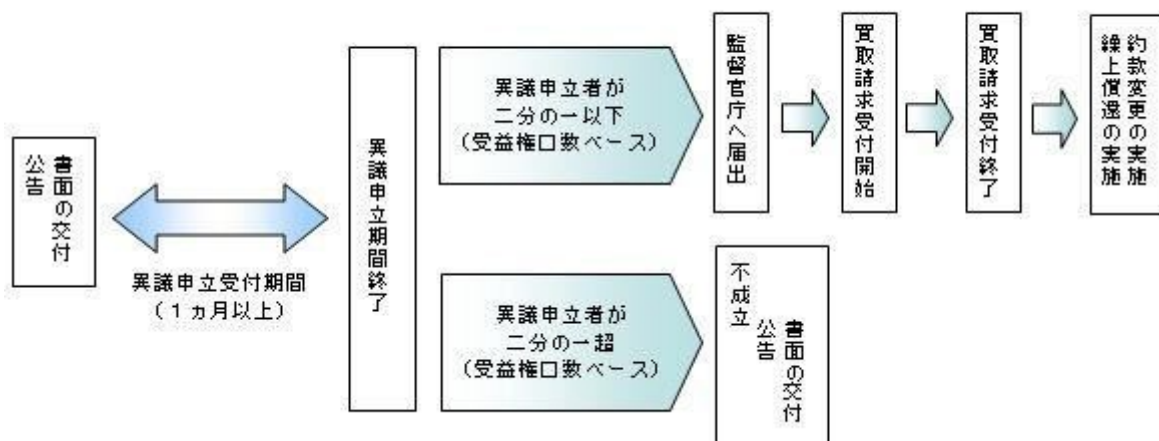 書面の交付
公告
異議申立受付期間
（１ヵ月以上）
異議申立期間終了
異議申立者が
二分の一以下
（受益権口数ベース）
監督官庁へ届出
買取請求受付開始
買取請求受付終了
約款変更の実施
繰上償還の実施
異議申立者が
二分の一超
（受益権口数ベース）
不成立
書面の交付
公告